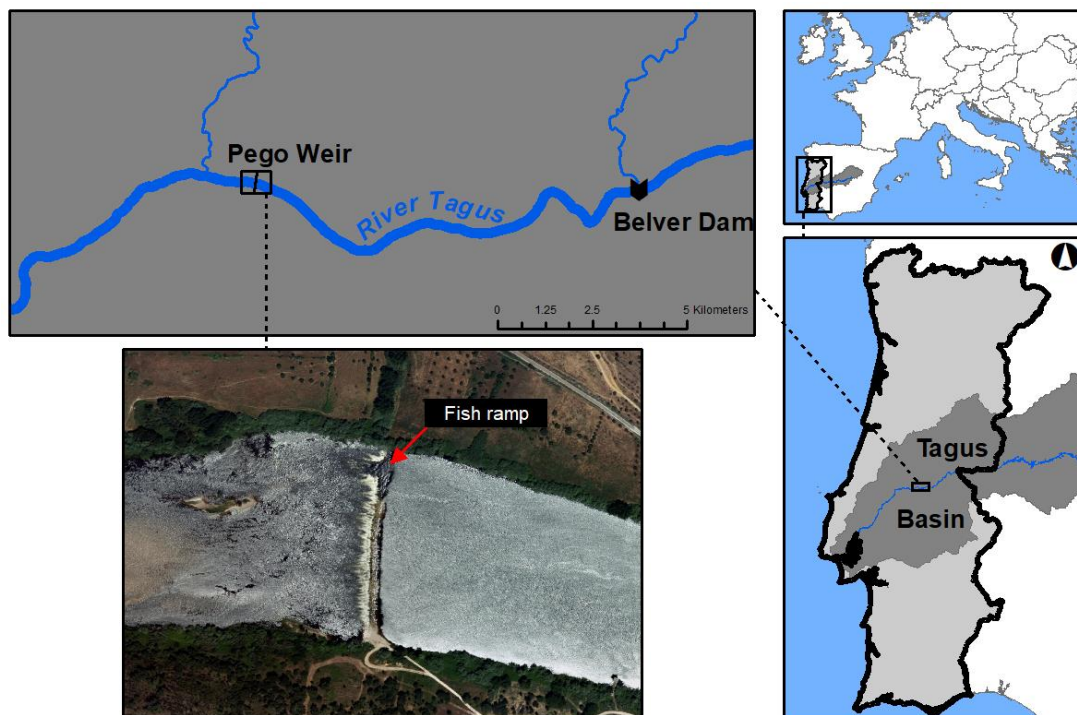 Pego Weir
River Tagus
Belver Dam
0 1.25 2.5 5 Kilometers
Fish ramp
Tagus
Basin